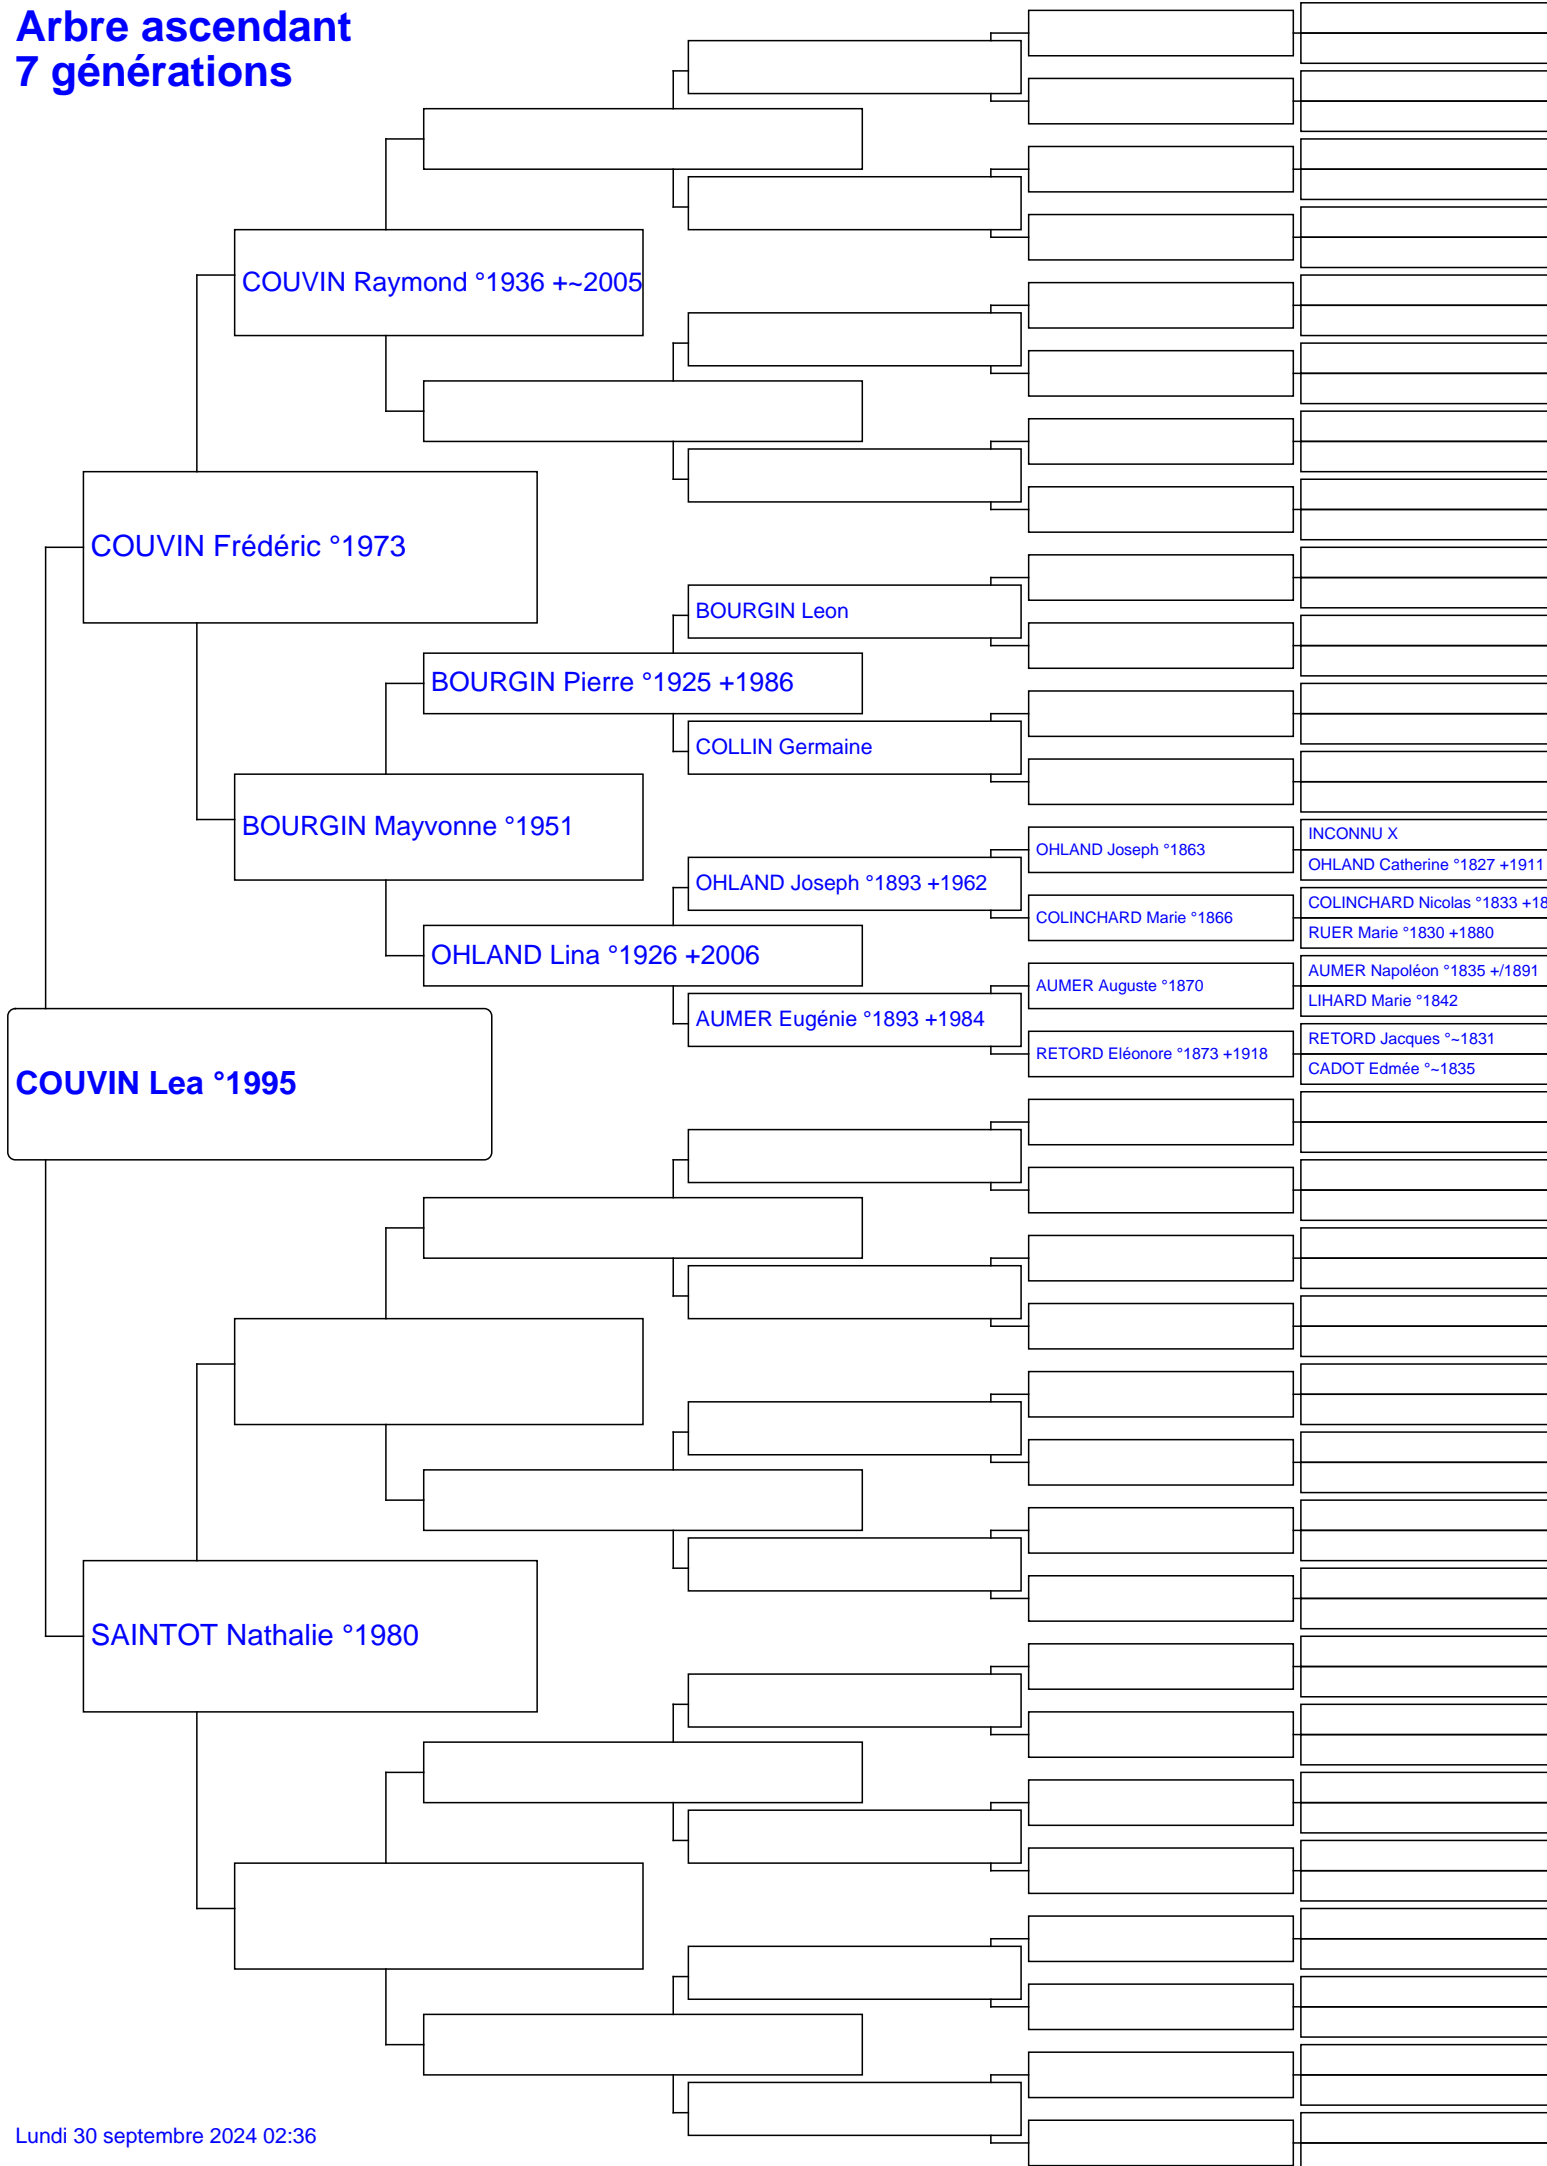 Arbre ascendant
7 générations
COUVIN Raymond °1936 +~2005
COUVIN Frédéric °1973
BOURGIN Leon
BOURGIN Pierre °1925 +1986
COLLIN Germaine
BOURGIN Mayvonne °1951
INCONNU X
OHLAND Joseph °1863
OHLAND Catherine °1827 +1911
OHLAND Joseph °1893 +1962
COLINCHARD Nicolas °1833 +18
COLINCHARD Marie °1866
RUER Marie °1830 +1880
OHLAND Lina °1926 +2006
AUMER Napoléon °1835 +/1891
AUMER Auguste °1870
LIHARD Marie °1842
AUMER Eugénie °1893 +1984
RETORD Jacques °~1831
RETORD Eléonore °1873 +1918
CADOT Edmée °~1835
COUVIN Lea °1995
SAINTOT Nathalie °1980
Lundi 30 septembre 2024 02:36